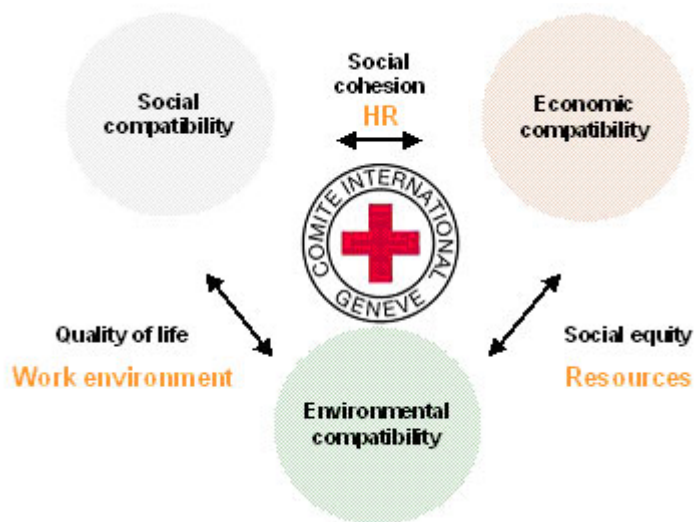 Social
cohesion
HR
Social
compatibility
Economic
compatibility
COMITE INTERNATIONAL
GENEVE
Quality of life
Work environment
Social equity
Resources
Environmental
compatibility